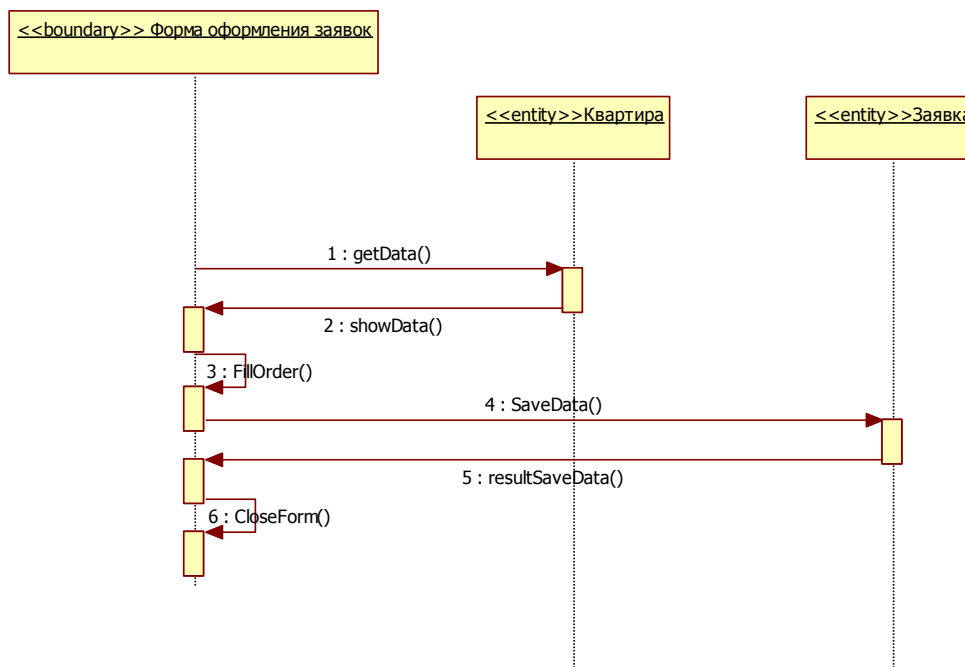 <<boundary>> Форма оформления заявок
<<entity>>Квартира
<<entity>>Заявка
1 : getData()
2 : showData()
3 : FillOrder()
4 : SaveData()
5 : resultSaveData()
6 : CloseForm()